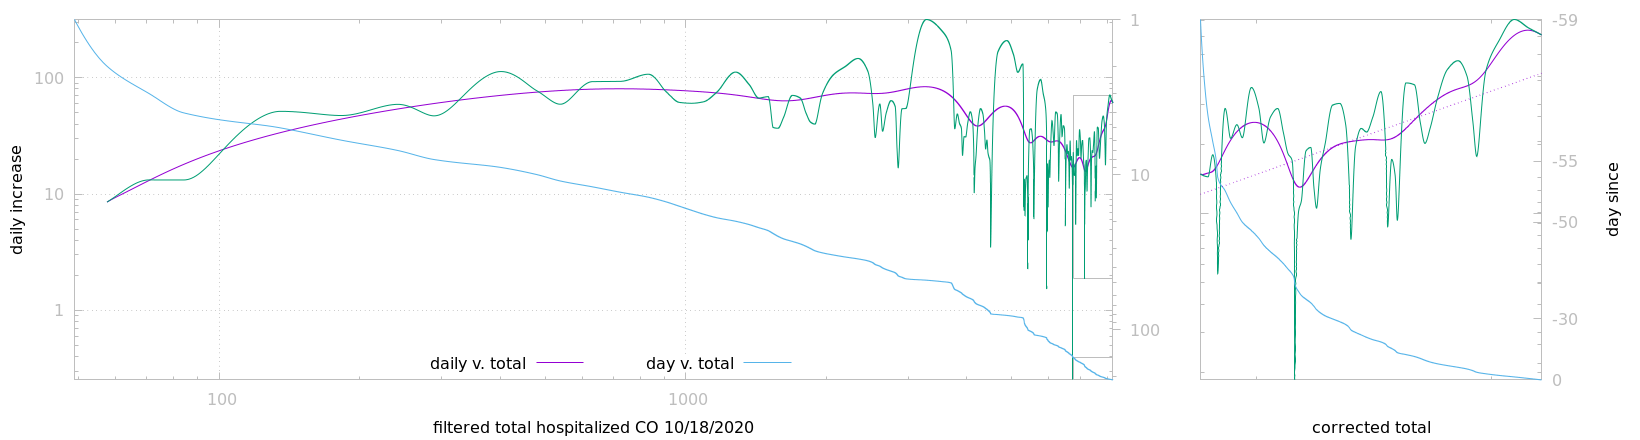 daily increase
100
10
1
daily v. total
day v. total
100
1000
filtered total hospitalized CO 10/18/2020
1
10
100
-59
-55
-50
-30
0
day since
corrected total